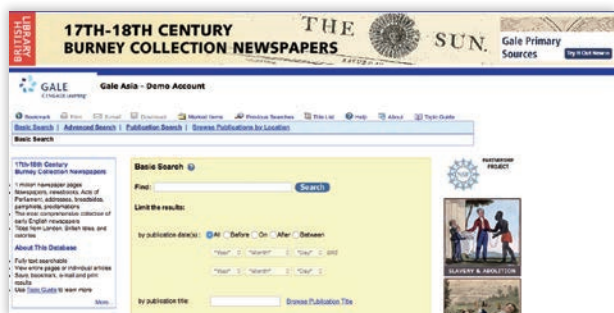 BRITISH LIBRARY
17TH-18TH CENTURY
BURNEY COLLECTION NEWSPAPERS
THE
SUN.
Gale Primary
Sources
Try It Out Now »
GALE
CENGAGE Learning
Gale Asia - Demo Account
Bookmark Print E-mail Download Marked Items Previous Searches Title List Help About Topic Guide
Basic Search | Advanced Search | Publication Search | Browse Publications by Location
Basic Search
17th-18th Century
Burney Collection Newspapers
1 million newspaper pages
Newspapers, newsbooks, Acts of
Parliament, addresses, broadsides,
pamphlets, proclamations
The most comprehensive collection of
early English newspapers
Titles from London, British Isles, and
colonies
About This Database
Fully text searchable
View entire pages or individual articles
Save, bookmark, e-mail and print
results
Use Topic Guide to learn more
More...
Basic Search
Find:
Search
Limit the results:
by publication date(s): All Before On After Between
"Year" "Month" "Day" and
"Year" "Month" "Day"
by publication title:
Browse Publication Title
PARTNERSHIP
PROJECT
SLAVERY & ABOLITION